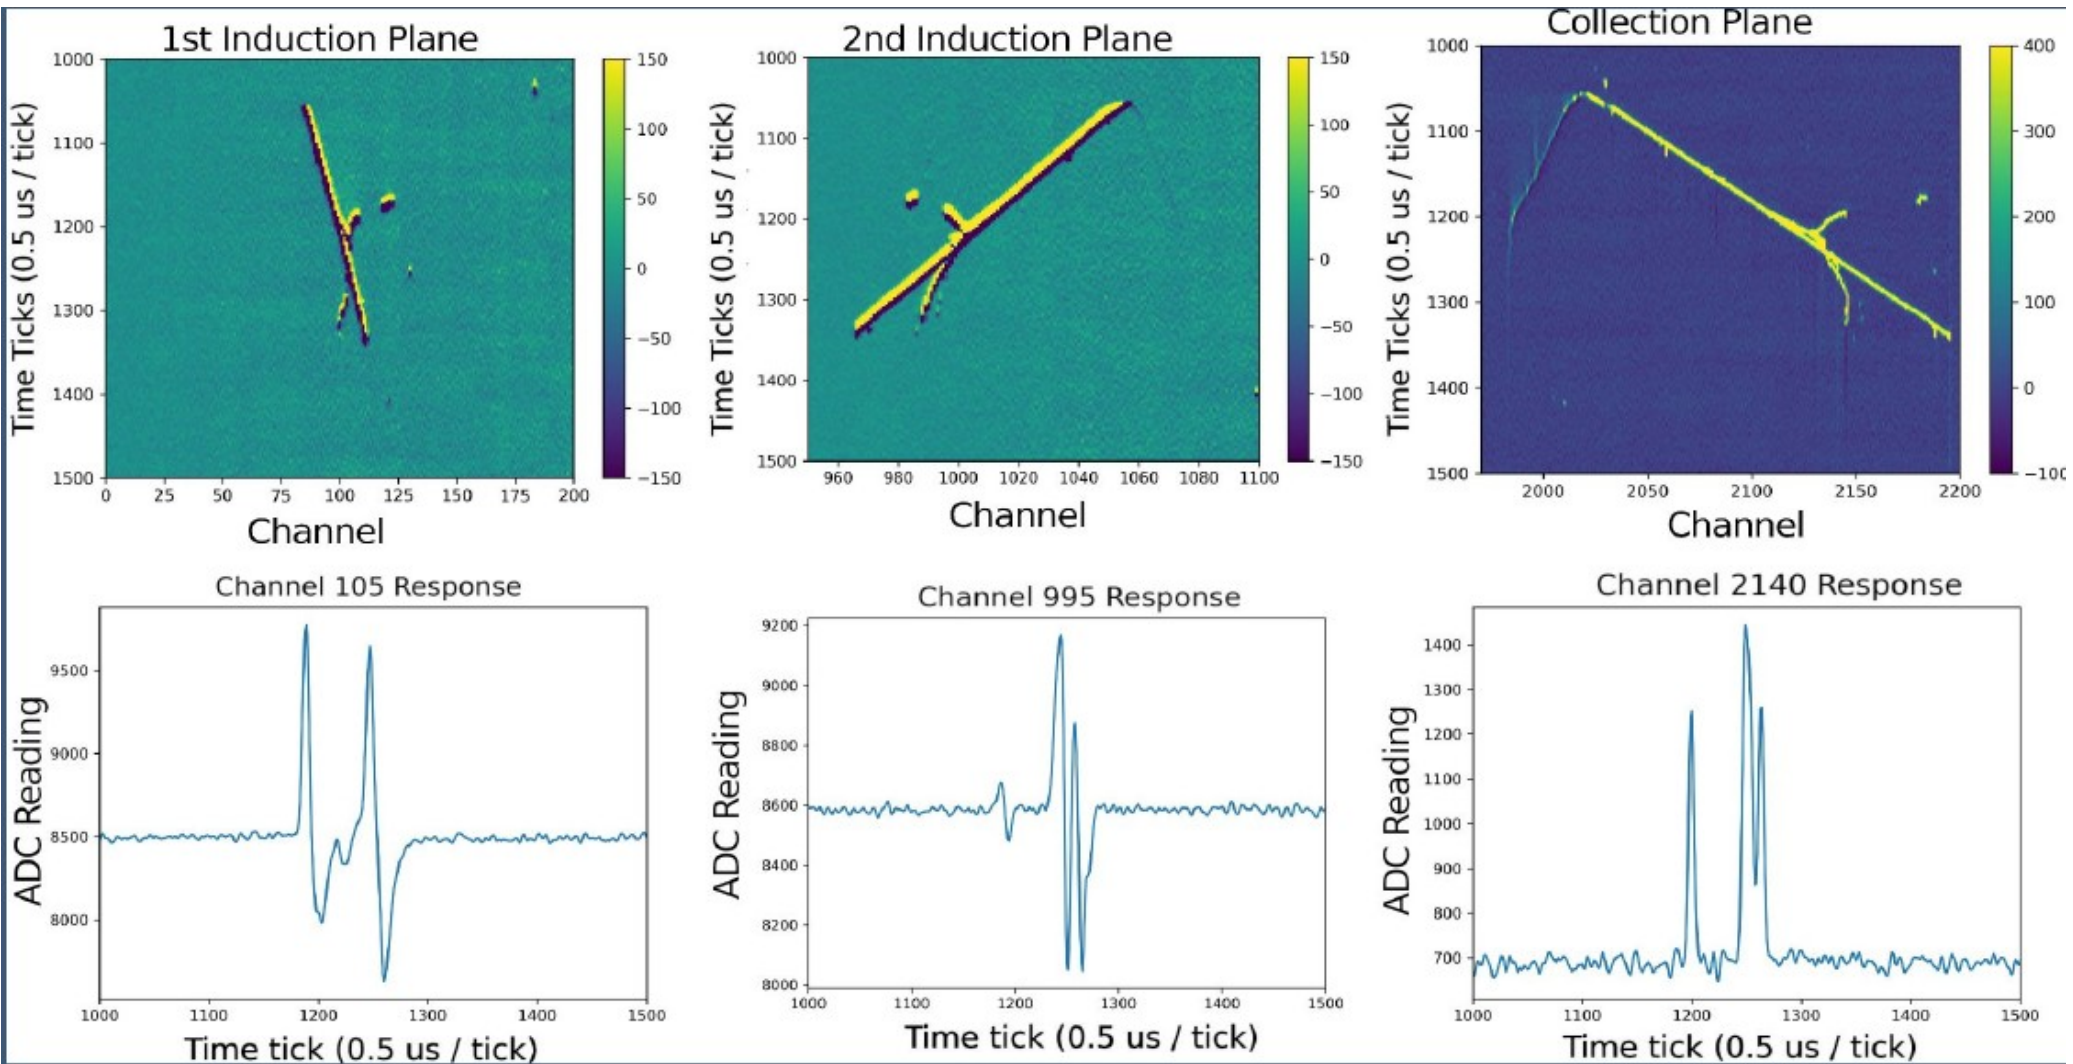 1st Induction Plane
Time Ticks (0.5 us / tick)
1000
1100
1200
1300
1400
1500
0 25 50 75 100 125 150 175 200
Channel
150
100
50
0
−50
−100
−150
2nd Induction Plane
Time Ticks (0.5 us / tick)
1000
1100
1200
1300
1400
1500
960 980 1000 1020 1040 1060 1080 1100
Channel
150
100
50
0
−50
−100
−150
Collection Plane
Time Ticks (0.5 us / tick)
1000
1100
1200
1300
1400
1500
2000 2050 2100 2150 2200
Channel
400
300
200
100
0
−100
Channel 105 Response
ADC Reading
9500
9000
8500
8000
1000 1100 1200 1300 1400 1500
Time tick (0.5 us / tick)
Channel 995 Response
ADC Reading
9200
9000
8800
8600
8400
8200
8000
1000 1100 1200 1300 1400 1500
Time tick (0.5 us / tick)
Channel 2140 Response
ADC Reading
1400
1300
1200
1100
1000
900
800
700
1000 1100 1200 1300 1400 1500
Time tick (0.5 us / tick)